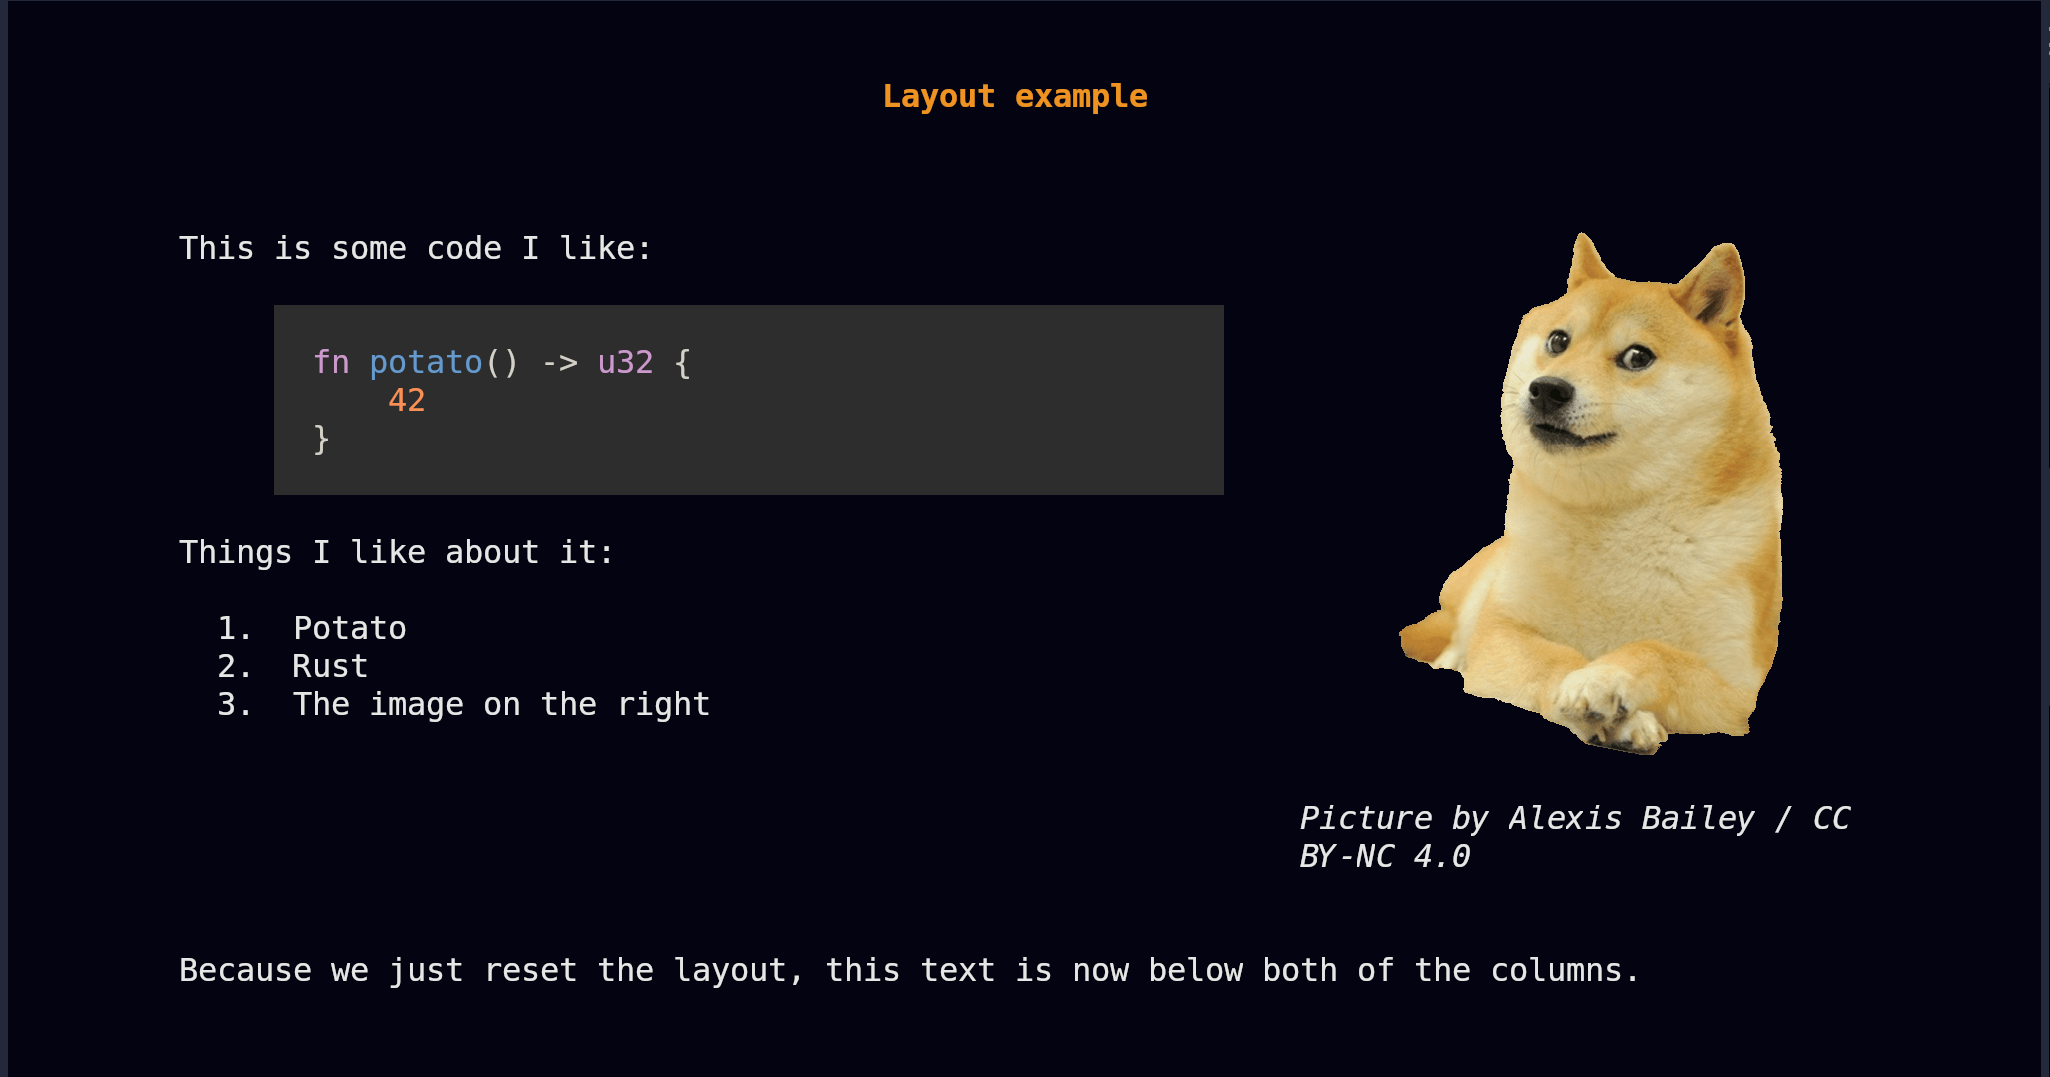 Layout example
This is some code I like:
fn potato() -> u32 {
    42
}
Things I like about it:
1. Potato
2. Rust
3. The image on the right
Picture by Alexis Bailey / CC
BY-NC 4.0
Because we just reset the layout, this text is now below both of the columns.